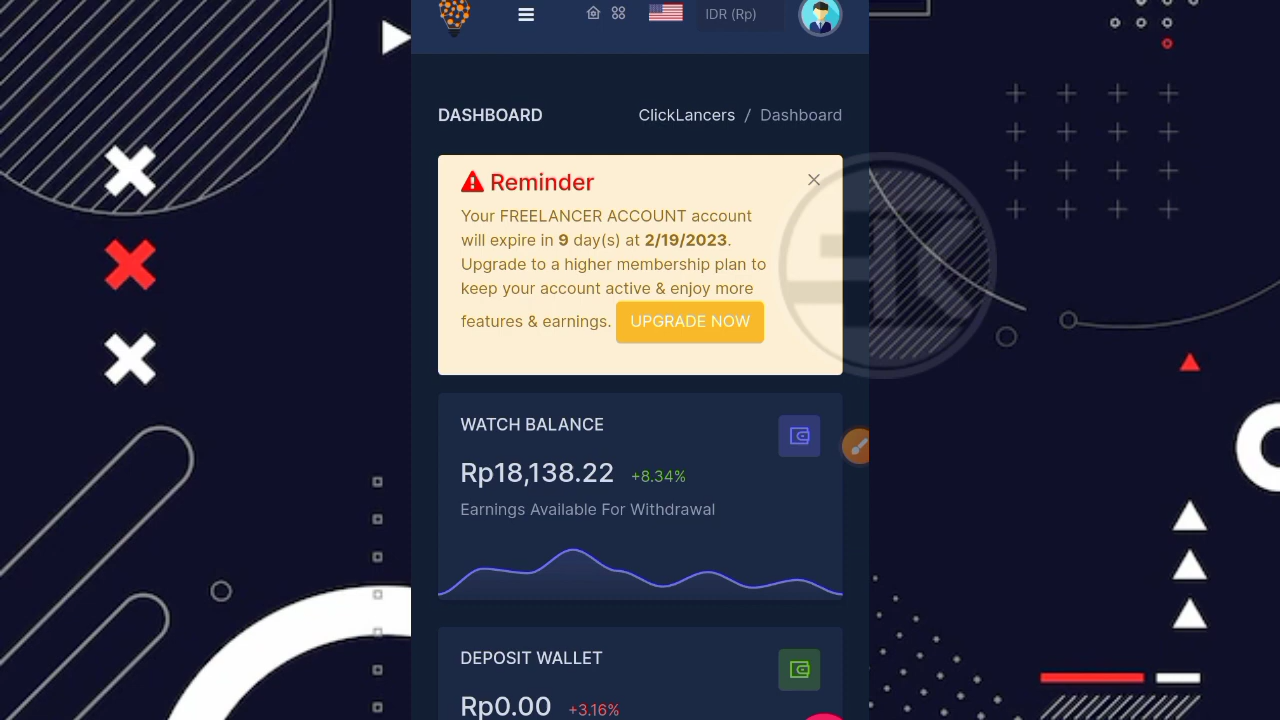 IDR (Rp)
DASHBOARD
ClickLancers / Dashboard
Reminder
Your FREELANCER ACCOUNT account
will expire in 9 day(s) at 2/19/2023.
Upgrade to a higher membership plan to
keep your account active & enjoy more
features & earnings. UPGRADE NOW
WATCH BALANCE
Rp18,138.22 +8.34%
Earnings Available For Withdrawal
DEPOSIT WALLET
Rp0.00 +3.16%